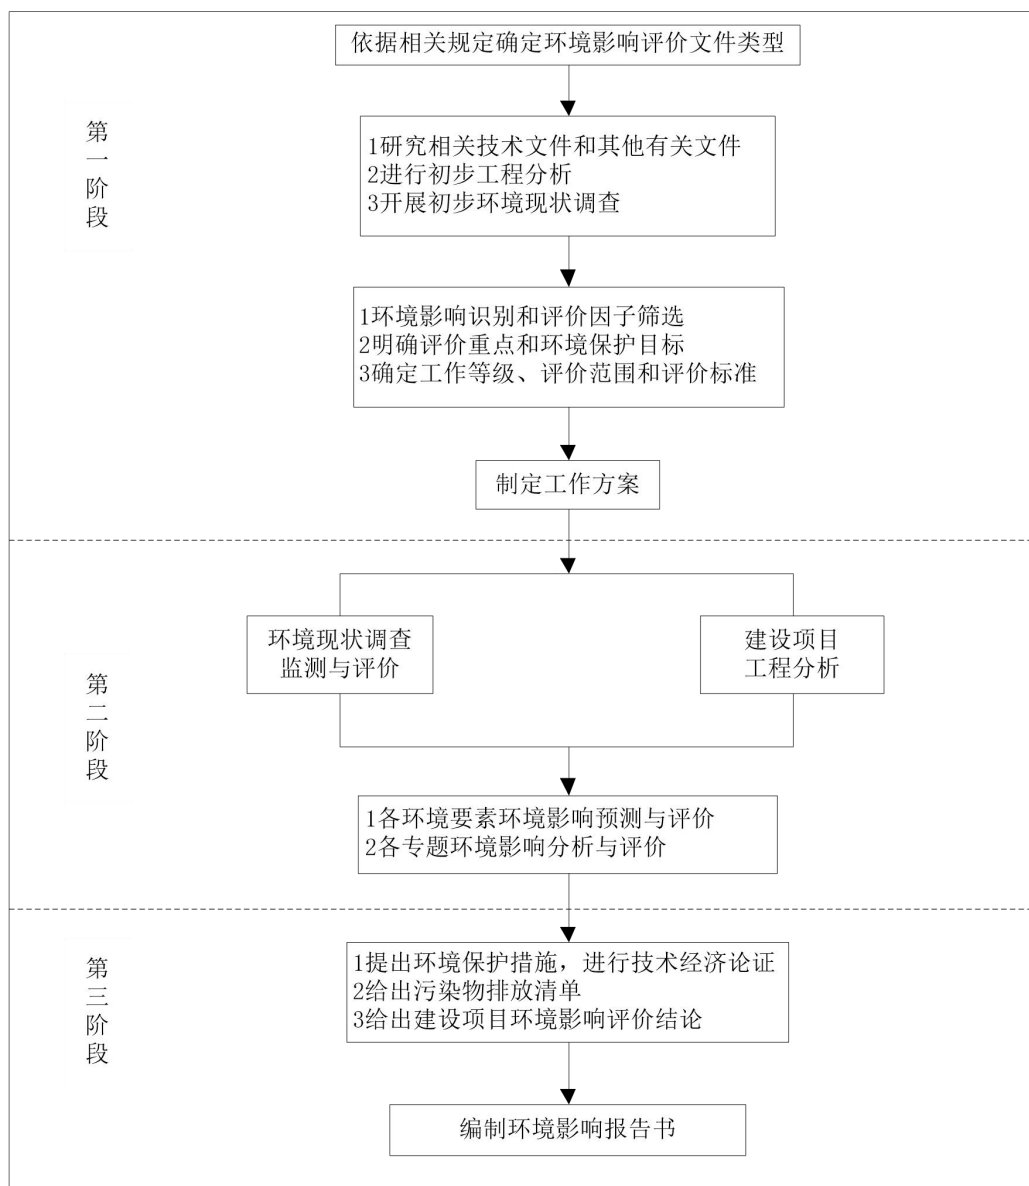 依据相关规定确定环境影响评价文件类型
第一阶段
1研究相关技术文件和其他有关文件
2进行初步工程分析
3开展初步环境现状调查
1环境影响识别和评价因子筛选
2明确评价重点和环境保护目标
3确定工作等级、评价范围和评价标准
制定工作方案
第二阶段
环境现状调查
监测与评价
建设项目
工程分析
1各环境要素环境影响预测与评价
2各专题环境影响分析与评价
第三阶段
1提出环境保护措施，进行技术经济论证
2给出污染物排放清单
3给出建设项目环境影响评价结论
编制环境影响报告书